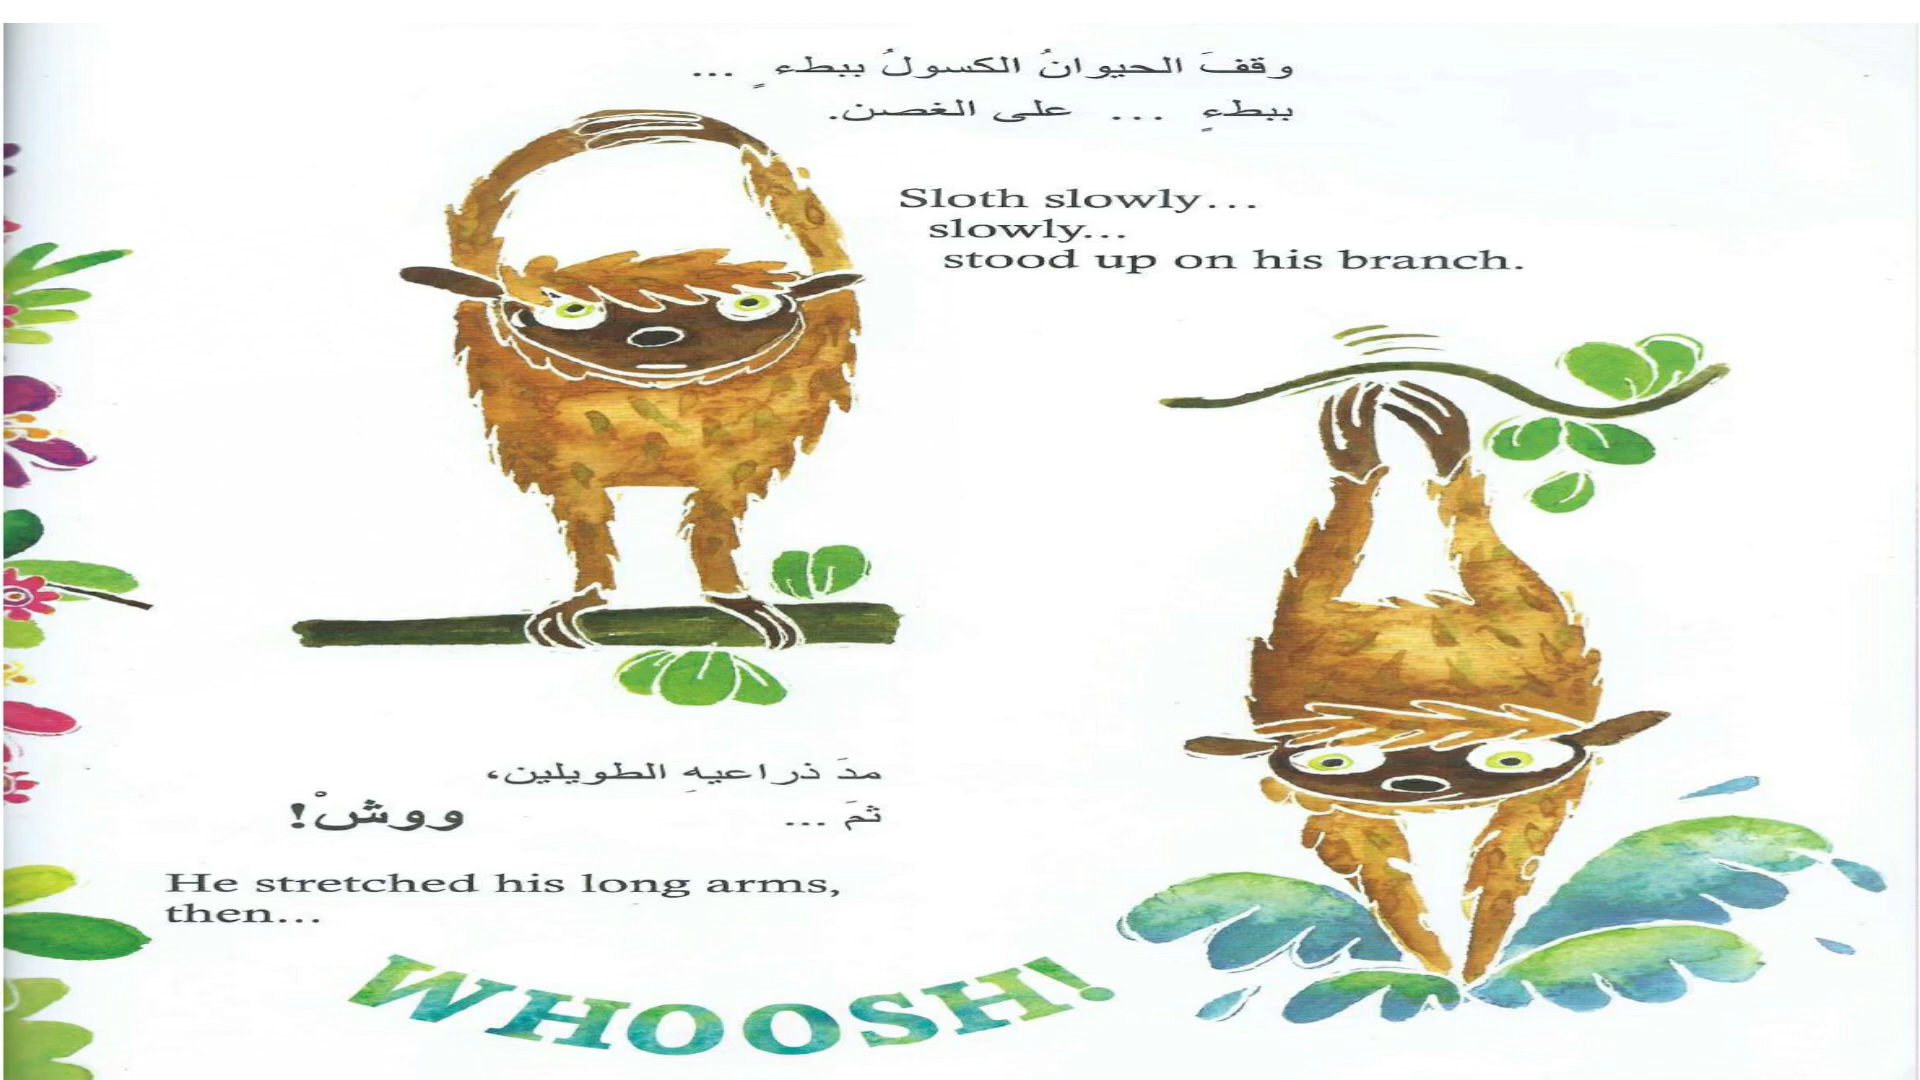 وقفَ الحيوانُ الكسولُ ببطءٍ ...
ببطءٍ ... على الغصن.
Sloth slowly...
slowly...
stood up on his branch.
مدَ ذراعيهِ الطويلين،
ثمَ ... ووشْ!
He stretched his long arms,
then...
WHOOSH!